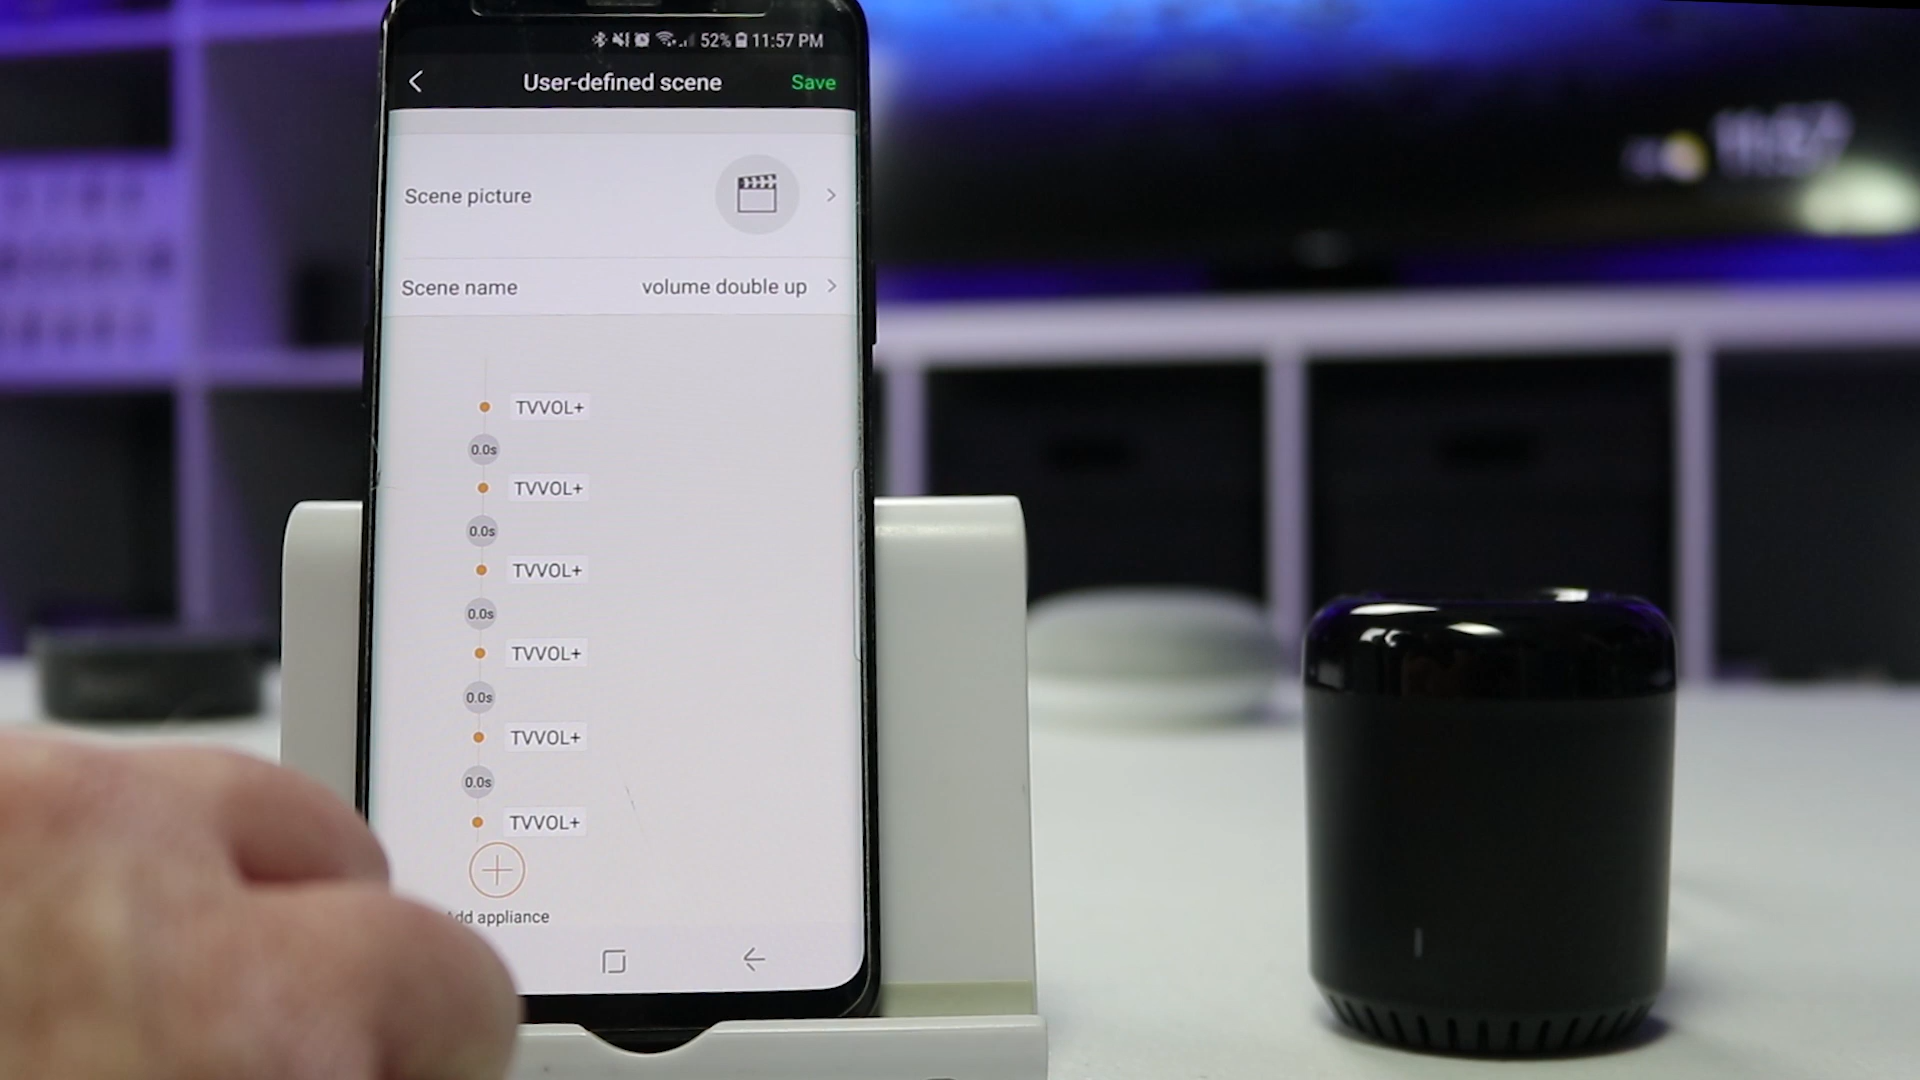 52% 11:57 PM
User-defined scene Save
Scene picture
Scene name volume double up
TVVOL+
0.0s
TVVOL+
0.0s
TVVOL+
0.0s
TVVOL+
0.0s
TVVOL+
0.0s
TVVOL+
Add appliance